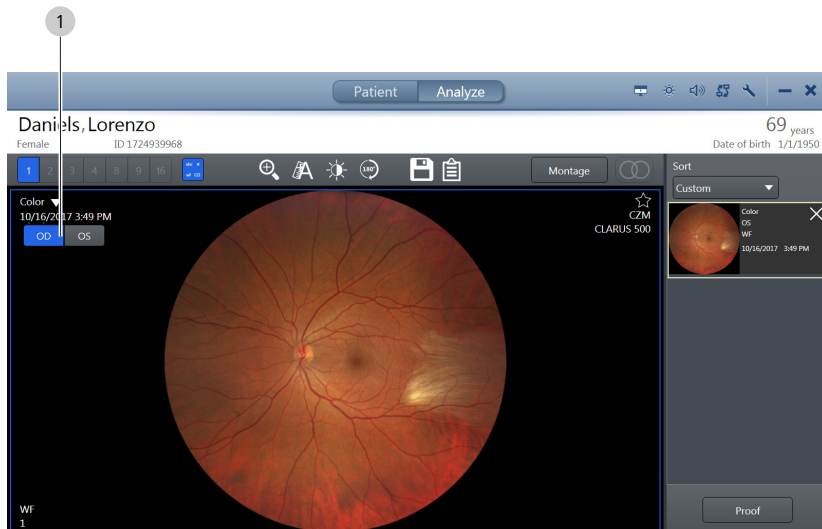 1
Patient Analyze
Daniels, Lorenzo
69 years
Female ID 1724939968
Date of birth 1/1/1950
1 2 3 4 8 9 16
180°
Montage
Sort
Custom
Color
10/16/2017 3:49 PM
OD OS
CZM
CLARUS 500
Color
OS
WF
10/16/2017 3:49 PM
WF
1
Proof